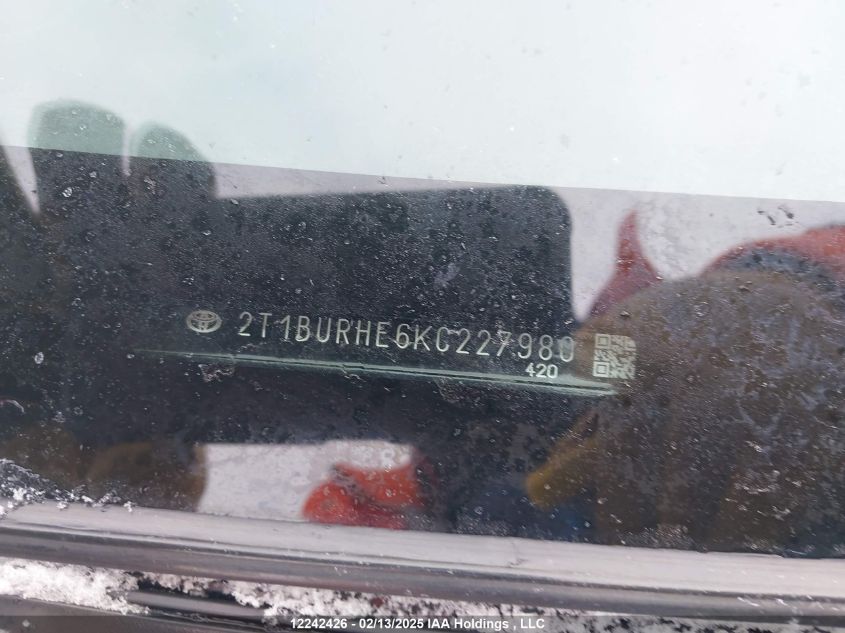 2T1BURHE6KC227980
420
12242426 - 02/13/2025 IAA Holdings , LLC